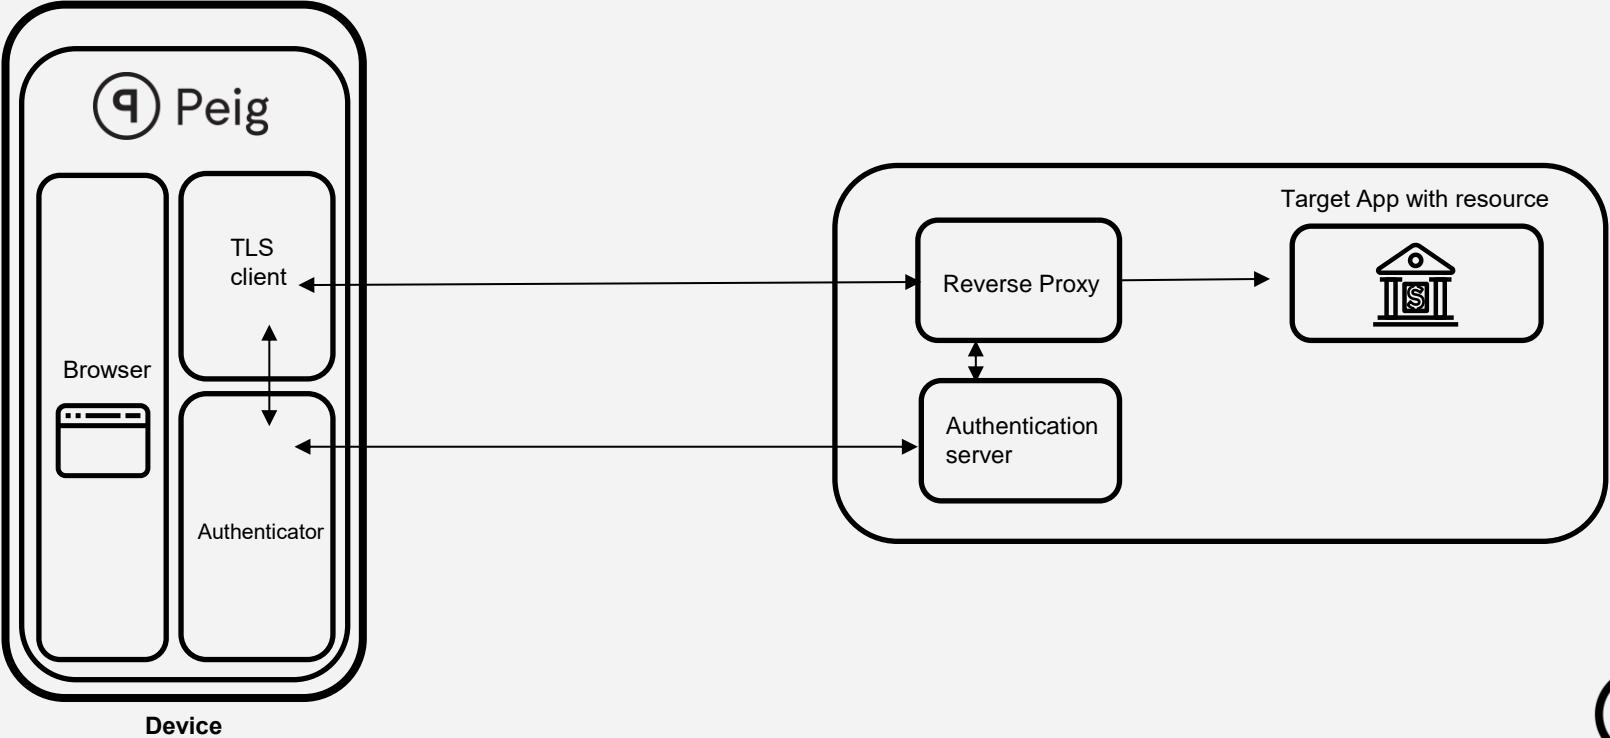 Peig
TLS
client
Browser
Authenticator
Device
Reverse Proxy
Authentication
server
Target App with resource
$